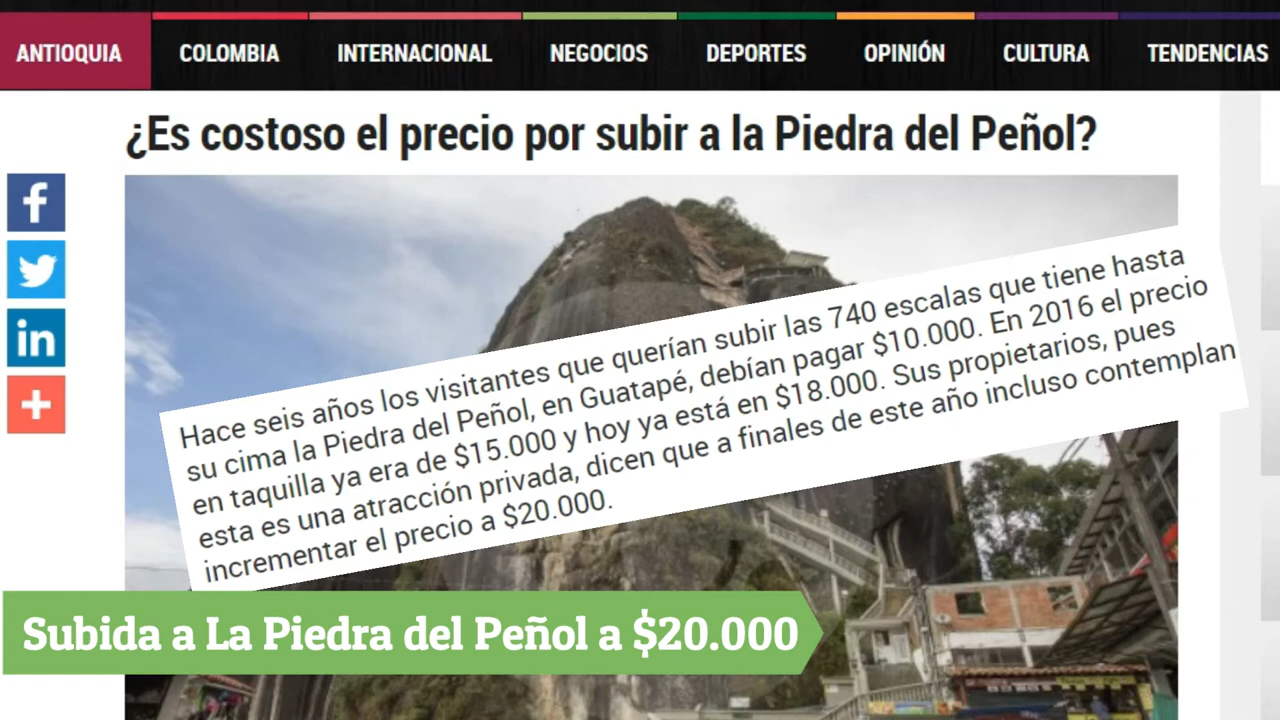 ANTIOQUIA COLOMBIA INTERNACIONAL NEGOCIOS DEPORTES OPINIÓN CULTURA TENDENCIAS
¿Es costoso el precio por subir a la Piedra del Peñol?
f
in
+
Hace seis años los visitantes que querían subir las 740 escalas que tiene hasta
su cima la Piedra del Peñol, en Guatapé, debían pagar $10.000. En 2016 el precio
en taquilla ya era de $15.000 y hoy ya está en $18.000. Sus propietarios, pues
esta es una atracción privada, dicen que a finales de este año incluso contemplan
incrementar el precio a $20.000.
Subida a La Piedra del Peñol a $20.000